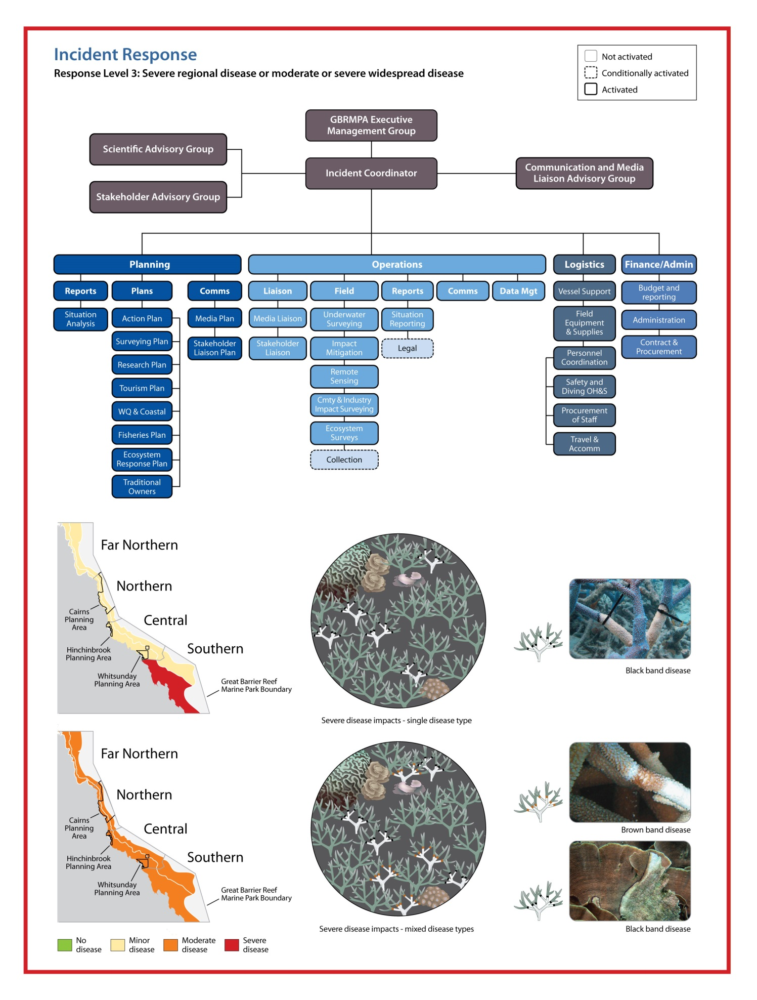 Incident Response
Response Level 3: Severe regional disease or moderate or severe widespread disease
Not activated
Conditionally activated
Activated
GBRMPA Executive
Management Group
Scientific Advisory Group
Incident Coordinator
Communication and Media
Liaison Advisory Group
Stakeholder Advisory Group
Planning
Operations
Logistics
Finance/Admin
Reports
Plans
Comms
Liaison
Field
Reports
Comms
Data Mgt
Vessel Support
Budget and
reporting
Situation
Analysis
Action Plan
Surveying Plan
Research Plan
Tourism Plan
WQ & Coastal
Fisheries Plan
Ecosystem
Response Plan
Traditional
Owners
Media Plan
Stakeholder
Liaison Plan
Media Liaison
Stakeholder
Liaison
Underwater
Surveying
Impact
Mitigation
Remote
Sensing
Cmty & Industry
Impact Surveying
Ecosystem
Surveys
Collection
Situation
Reporting
Legal
Field
Equipment
& Supplies
Personnel
Coordination
Safety and
Diving OH&S
Procurement
of Staff
Travel &
Accomm
Administration
Contract &
Procurement
Far Northern
Northern
Central
Southern
Cairns
Planning
Area
Hinchinbrook
Planning Area
Whitsunday
Planning Area
Great Barrier Reef
Marine Park Boundary
Severe disease impacts - single disease type
Black band disease
Far Northern
Northern
Central
Southern
Cairns
Planning
Area
Hinchinbrook
Planning Area
Whitsunday
Planning Area
Great Barrier Reef
Marine Park Boundary
Severe disease impacts - mixed disease types
Brown band disease
Black band disease
No
disease
Minor
disease
Moderate
disease
Severe
disease